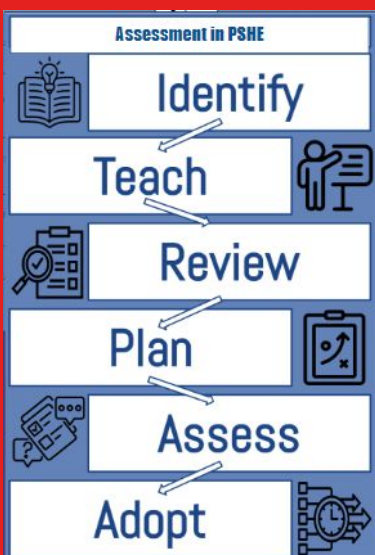 Assessment in PSHE
Identify
Teach
Review
Plan
Assess
Adopt